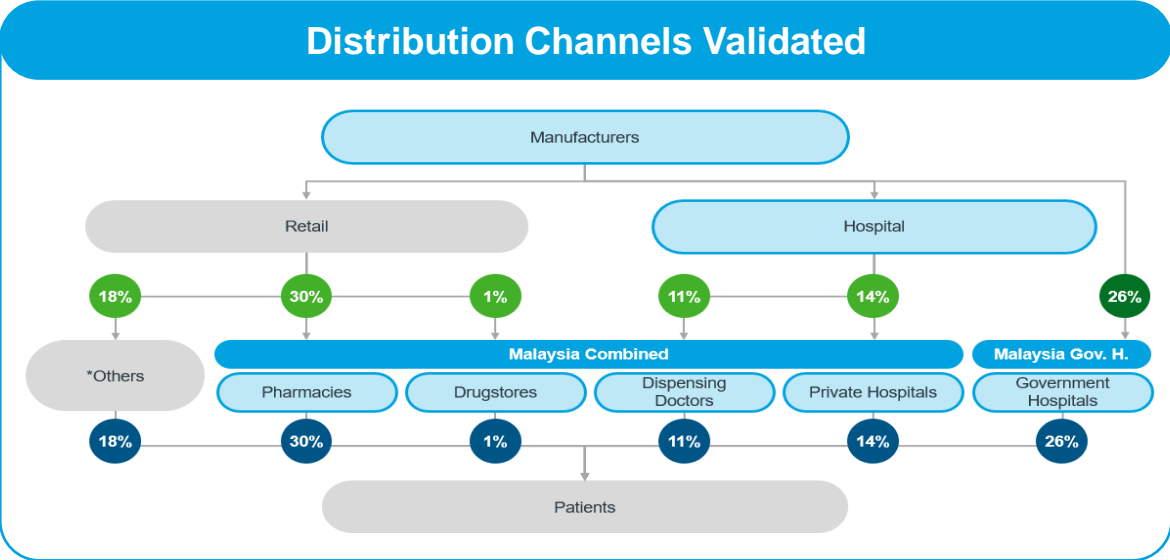 Distribution Channels Validated
Manufacturers
Retail
Hospital
18%
30%
1%
11%
14%
26%
*Others
Malaysia Combined
Malaysia Gov. H.
Pharmacies
Drugstores
Dispensing
Doctors
Private Hospitals
Government
Hospitals
18%
30%
1%
11%
14%
26%
Patients